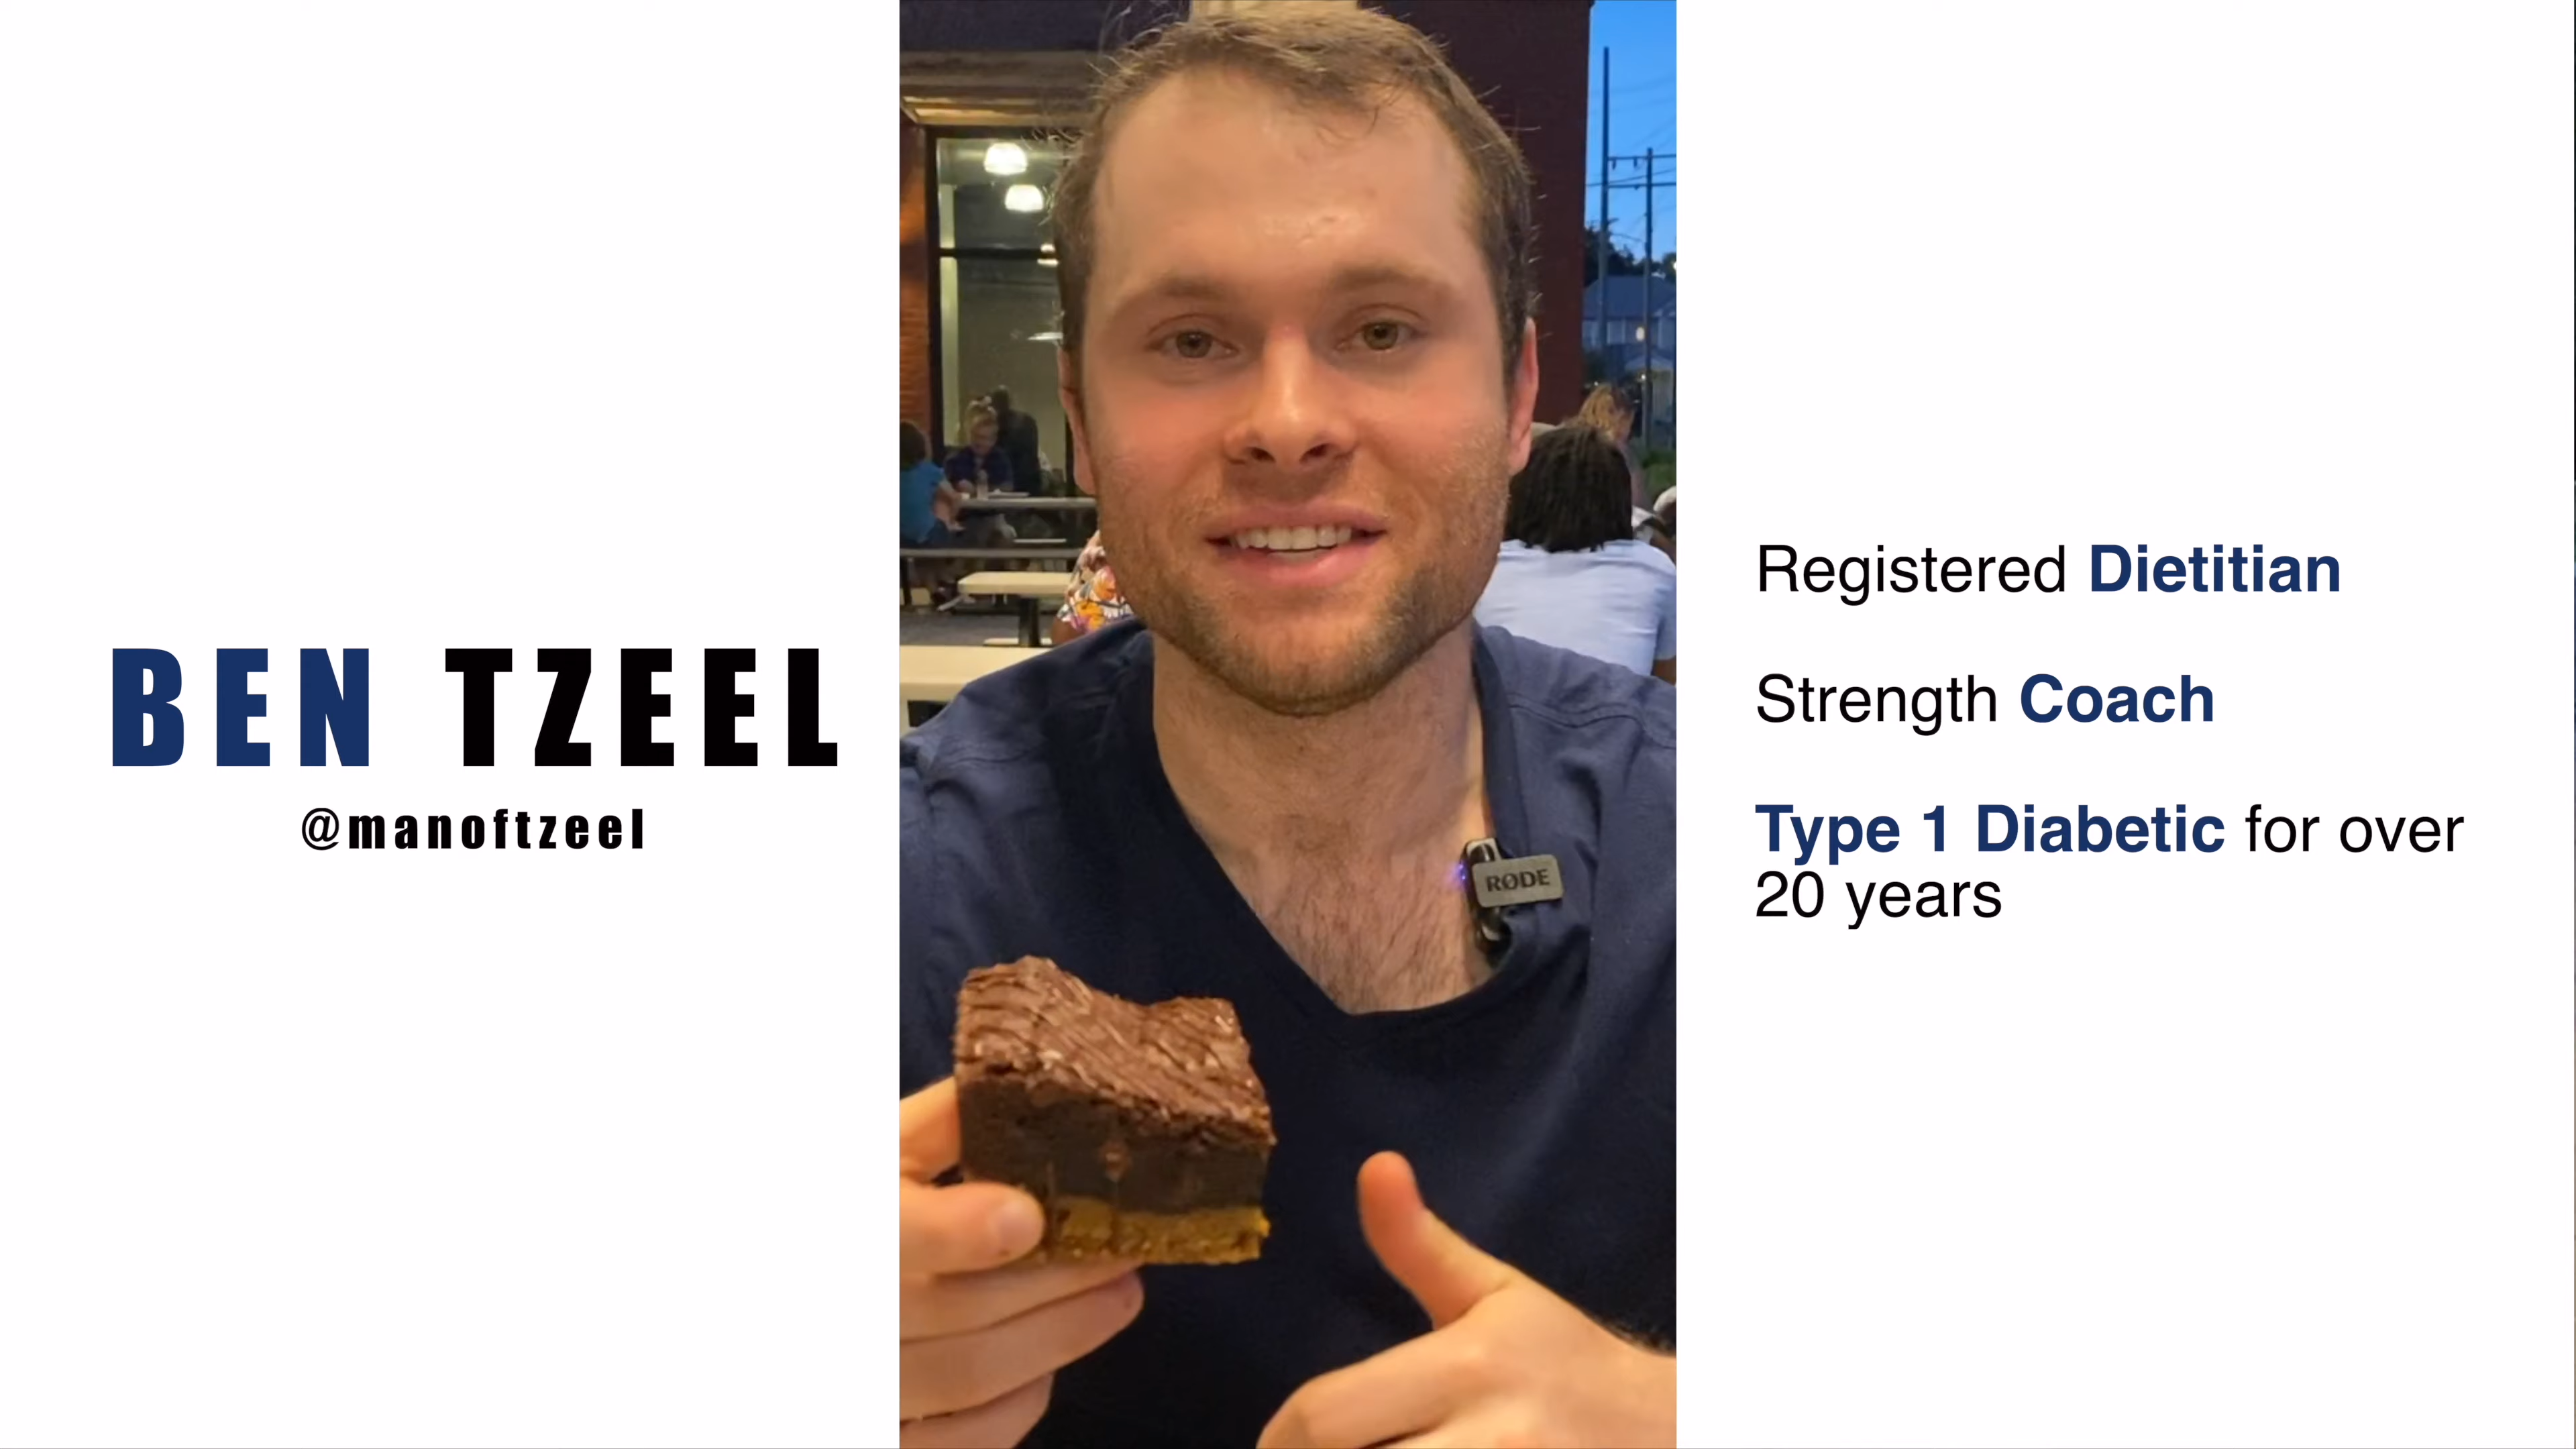 BEN TZEEL
@manoftzeel
RØDE
Registered Dietitian
Strength Coach
Type 1 Diabetic for over
20 years